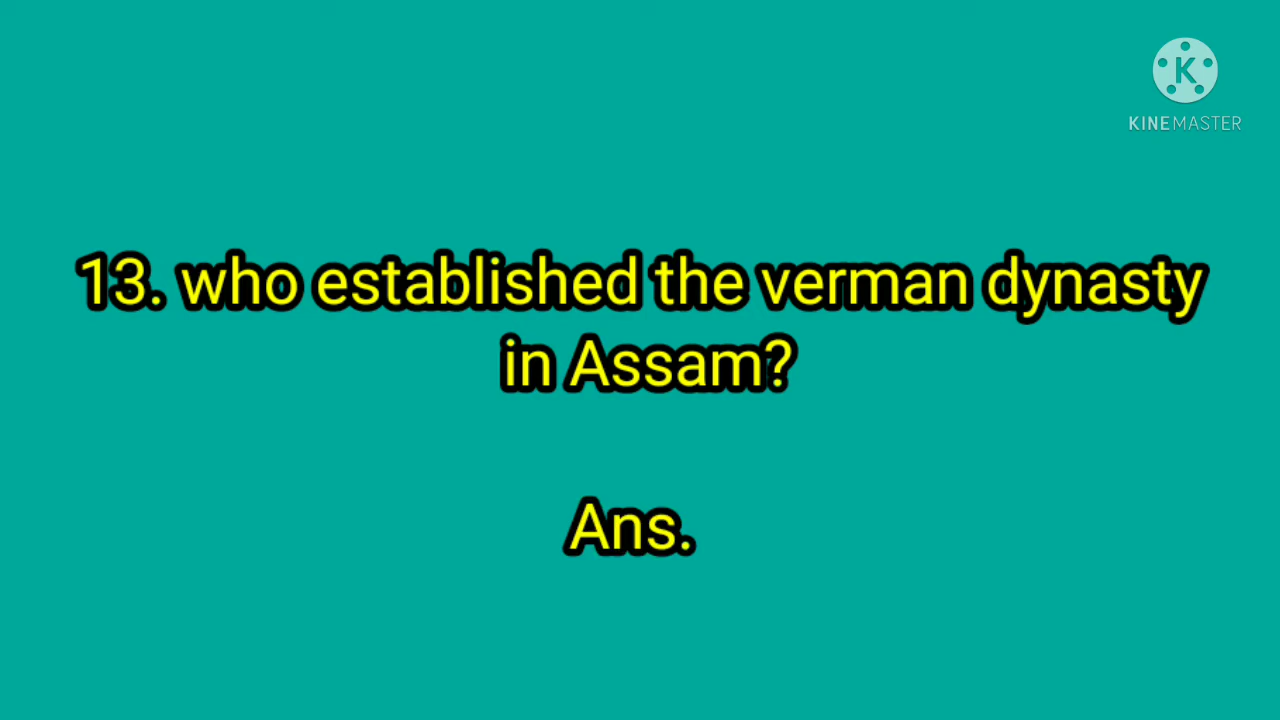 KINEMASTER
13. who established the verman dynasty
in Assam?
Ans.